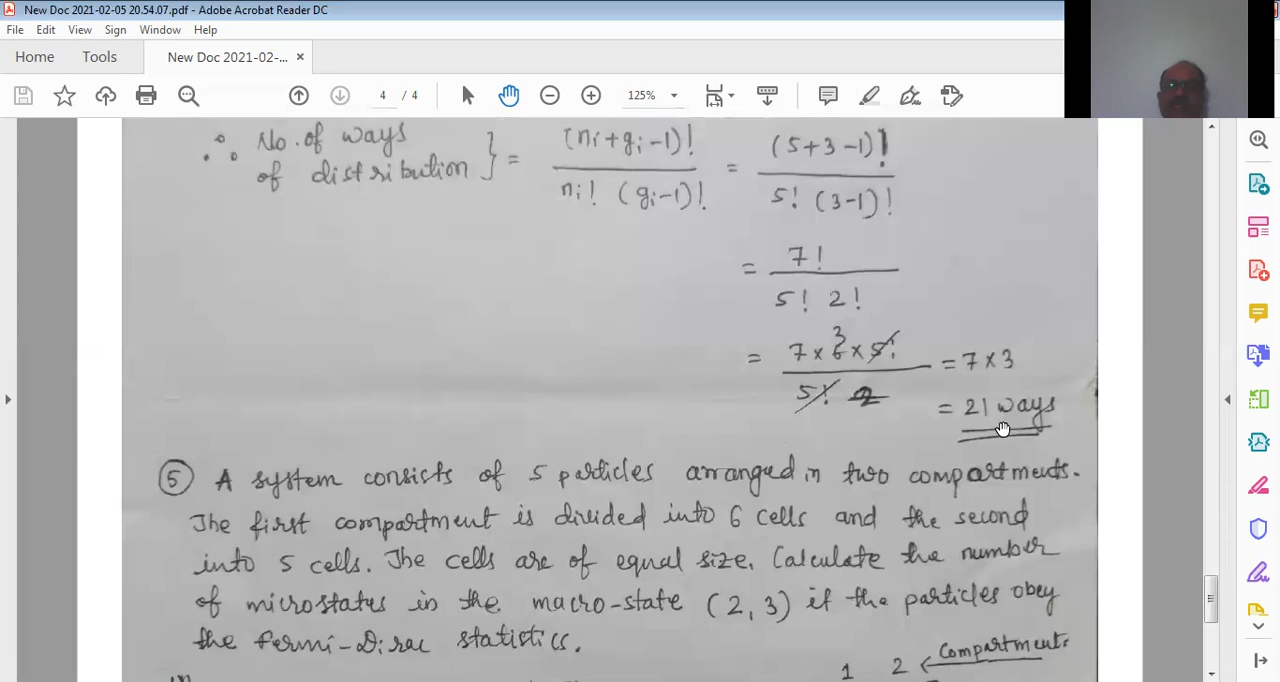 New Doc 2021-02-05 20.54.07.pdf - Adobe Acrobat Reader DC
File Edit View Sign Window Help
Home Tools New Doc 2021-02-... ×
4 / 4 125%
∴ No. of ways of distribution } = (ni+gi-1)! / ni! (gi-1)! = (5+3-1)! / 5! (3-1)!
= 7! / 5! 2!
= 7 × 6 × 5! / 5! 2 = 7 × 3
3
= 21 ways
5 A system consists of 5 particles arranged in two compartments.
The first compartment is divided into 6 cells and the second
into 5 cells. The cells are of equal size. Calculate the number
of microstates in the macro-state (2, 3) if the particles obey
the fermi-Dirac statistics.
1 2 ← Compartments